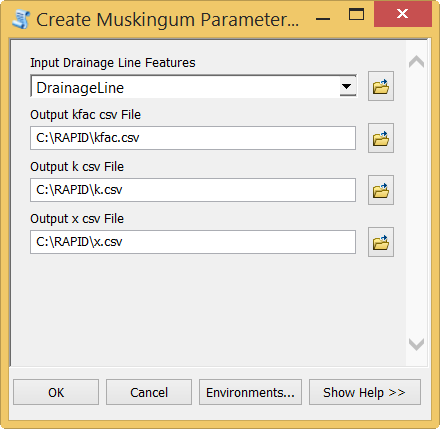 Create Muskingum Parameter...
Input Drainage Line Features
DrainageLine
Output kfac csv File
C:\RAPID\kfac.csv
Output k csv File
C:\RAPID\k.csv
Output x csv File
C:\RAPID\x.csv
OK Cancel Environments... Show Help >>